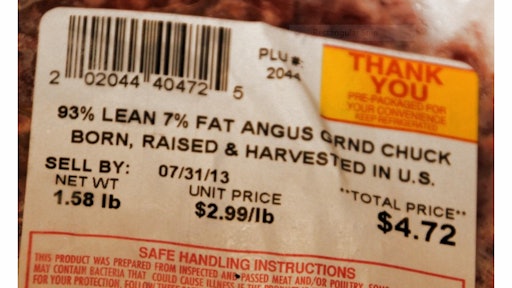 2 02044 40472 5
PLU #:
2044
THANK
YOU
PRE-PACKAGED FOR
YOUR CONVENIENCE
KEEP REFRIGERATED
93% LEAN 7% FAT ANGUS GRND CHUCK
BORN, RAISED & HARVESTED IN U.S.
SELL BY: 07/31/13
NET WT UNIT PRICE **TOTAL PRICE**
1.58 lb $2.99/lb $4.72
SAFE HANDLING INSTRUCTIONS
THIS PRODUCT WAS PREPARED FROM INSPECTED AND PASSED MEAT AND/OR POULTRY. SOME
MAY CONTAIN BACTERIA THAT COULD CAUSE ILLNESS IF THE
FOR YOUR PROTECTION, FOLLOW